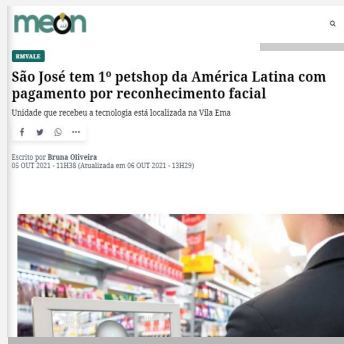 meon
RMVALE
São José tem 1º petshop da América Latina com
pagamento por reconhecimento facial
Unidade que recebeu a tecnologia está localizada na Vila Ema
Escrito por Bruna Oliveira
05 OUT 2021 - 11H38 (Atualizada em 06 OUT 2021 - 13H29)